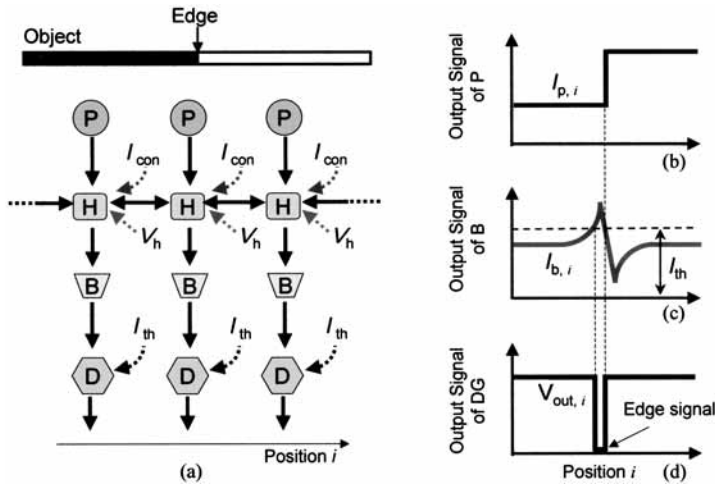 Edge
Object
P P P
I con I con I con
H H H
V h V h V h
B B B
I th I th I th
D D D
Position i
(a)
Output Signal
of P
I p, i
(b)
Output Signal
of B
I b, i
I th
(c)
Output Signal
of DG
V out, i
Edge signal
Position i
(d)